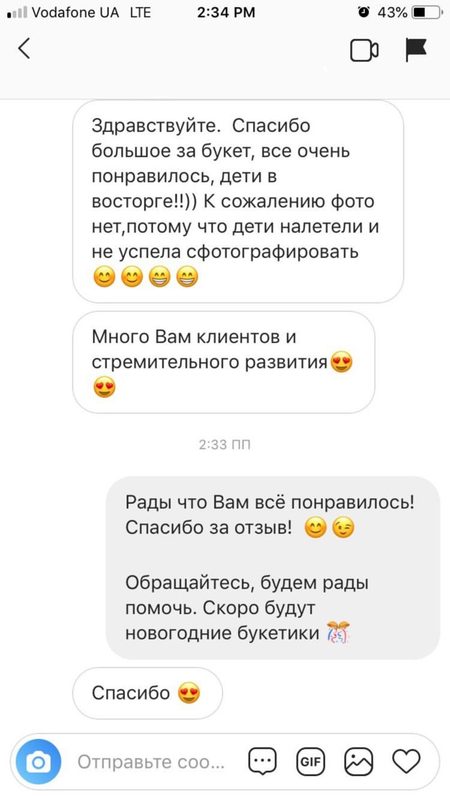 Vodafone UA LTE 2:34 PM 43%
Здравствуйте. Спасибо
большое за букет, все очень
понравилось, дети в
восторге!!)) К сожалению фото
нет,потому что дети налетели и
не успела сфотографировать
😊😊😁😁
Много Вам клиентов и
стремительного развития😍
😍
2:33 ПП
Рады что Вам всё понравилось!
Спасибо за отзыв! 😊😉
Обращайтесь, будем рады
помочь. Скоро будут
новогодние букетики 🎊
Спасибо 😍
Отправьте соо...
GIF